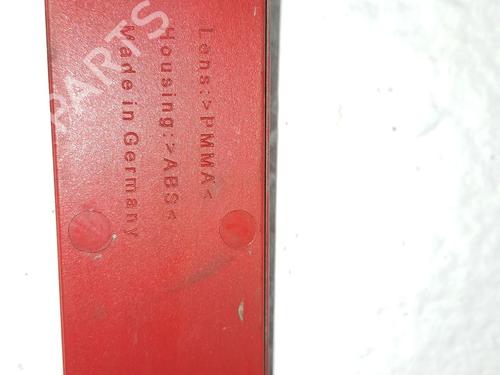 Lens:>PMMA<
Housing:>ABS<
Made in Germany
PARTS